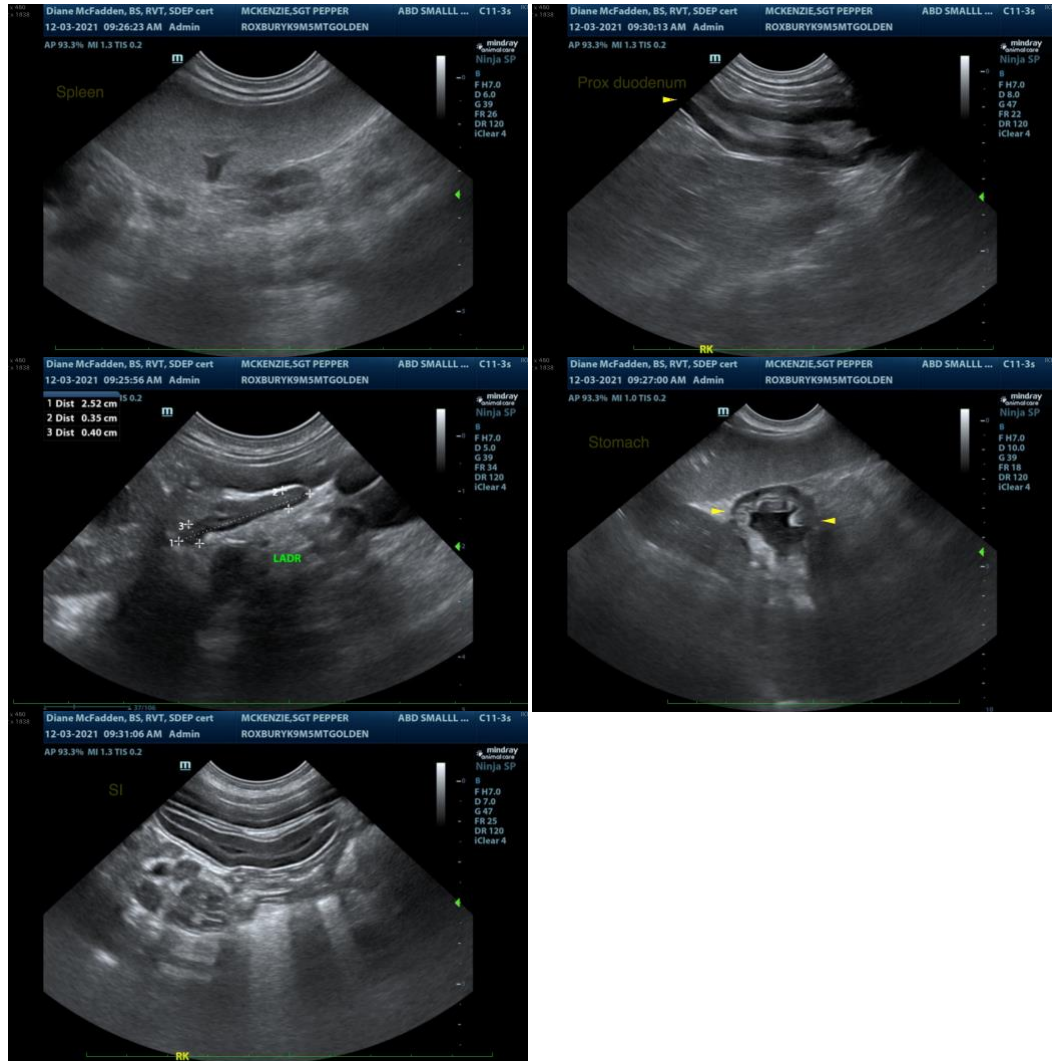 Diane McFadden, BS, RVT, SDEP cert MCKENZIE,SGT PEPPER ABD SMALLL ... C11-3s
12-03-2021 09:26:23 AM Admin ROXBURYK9M5MTGOLDEN
AP 93.3% MI 1.3 TIS 0.2
m
mindray
animal care
Ninja SP
B
F H7.0
D 6.0
G 39
FR 26
DR 120
iClear 4
Spleen
Diane McFadden, BS, RVT, SDEP cert MCKENZIE,SGT PEPPER ABD SMALLL ... C11-3s
12-03-2021 09:30:13 AM Admin ROXBURYK9M5MTGOLDEN
AP 93.3% MI 1.3 TIS 0.2
m
mindray
animal care
Ninja SP
B
F H7.0
D 8.0
G 47
FR 22
DR 120
iClear 4
Prox duodenum
RK
Diane McFadden, BS, RVT, SDEP cert MCKENZIE,SGT PEPPER ABD SMALLL ... C11-3s
12-03-2021 09:25:56 AM Admin ROXBURYK9M5MTGOLDEN
1 Dist 2.52 cm
2 Dist 0.35 cm
3 Dist 0.40 cm
IS 0.2
m
mindray
animal care
Ninja SP
B
F H7.0
D 5.0
G 39
FR 34
DR 120
iClear 4
2
3
1
LADR
37/106
Diane McFadden, BS, RVT, SDEP cert MCKENZIE,SGT PEPPER ABD SMALLL ... C11-3s
12-03-2021 09:27:00 AM Admin ROXBURYK9M5MTGOLDEN
AP 93.3% MI 1.0 TIS 0.2
m
mindray
animal care
Ninja SP
B
F H7.0
D 10.0
G 39
FR 18
DR 120
iClear 4
Stomach
Diane McFadden, BS, RVT, SDEP cert MCKENZIE,SGT PEPPER ABD SMALLL ... C11-3s
12-03-2021 09:31:06 AM Admin ROXBURYK9M5MTGOLDEN
AP 93.3% MI 1.3 TIS 0.2
m
mindray
animal care
Ninja SP
B
F H7.0
D 7.0
G 47
FR 25
DR 120
iClear 4
SI
RK